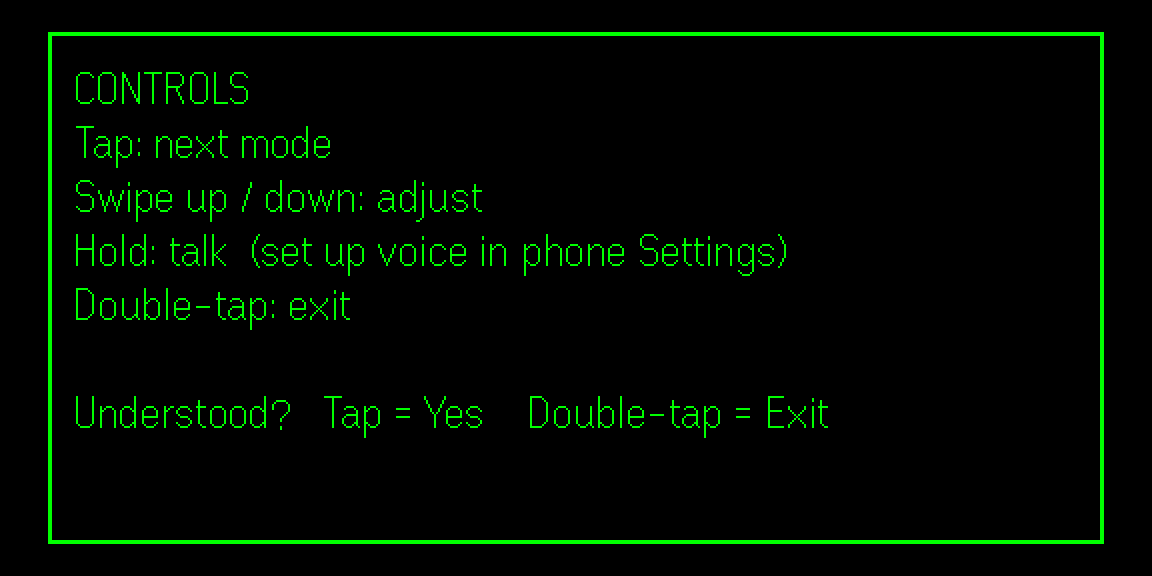 CONTROLS
Tap: next mode
Swipe up / down: adjust
Hold: talk  (set up voice in phone Settings)
Double-tap: exit
Understood?   Tap = Yes    Double-tap = Exit